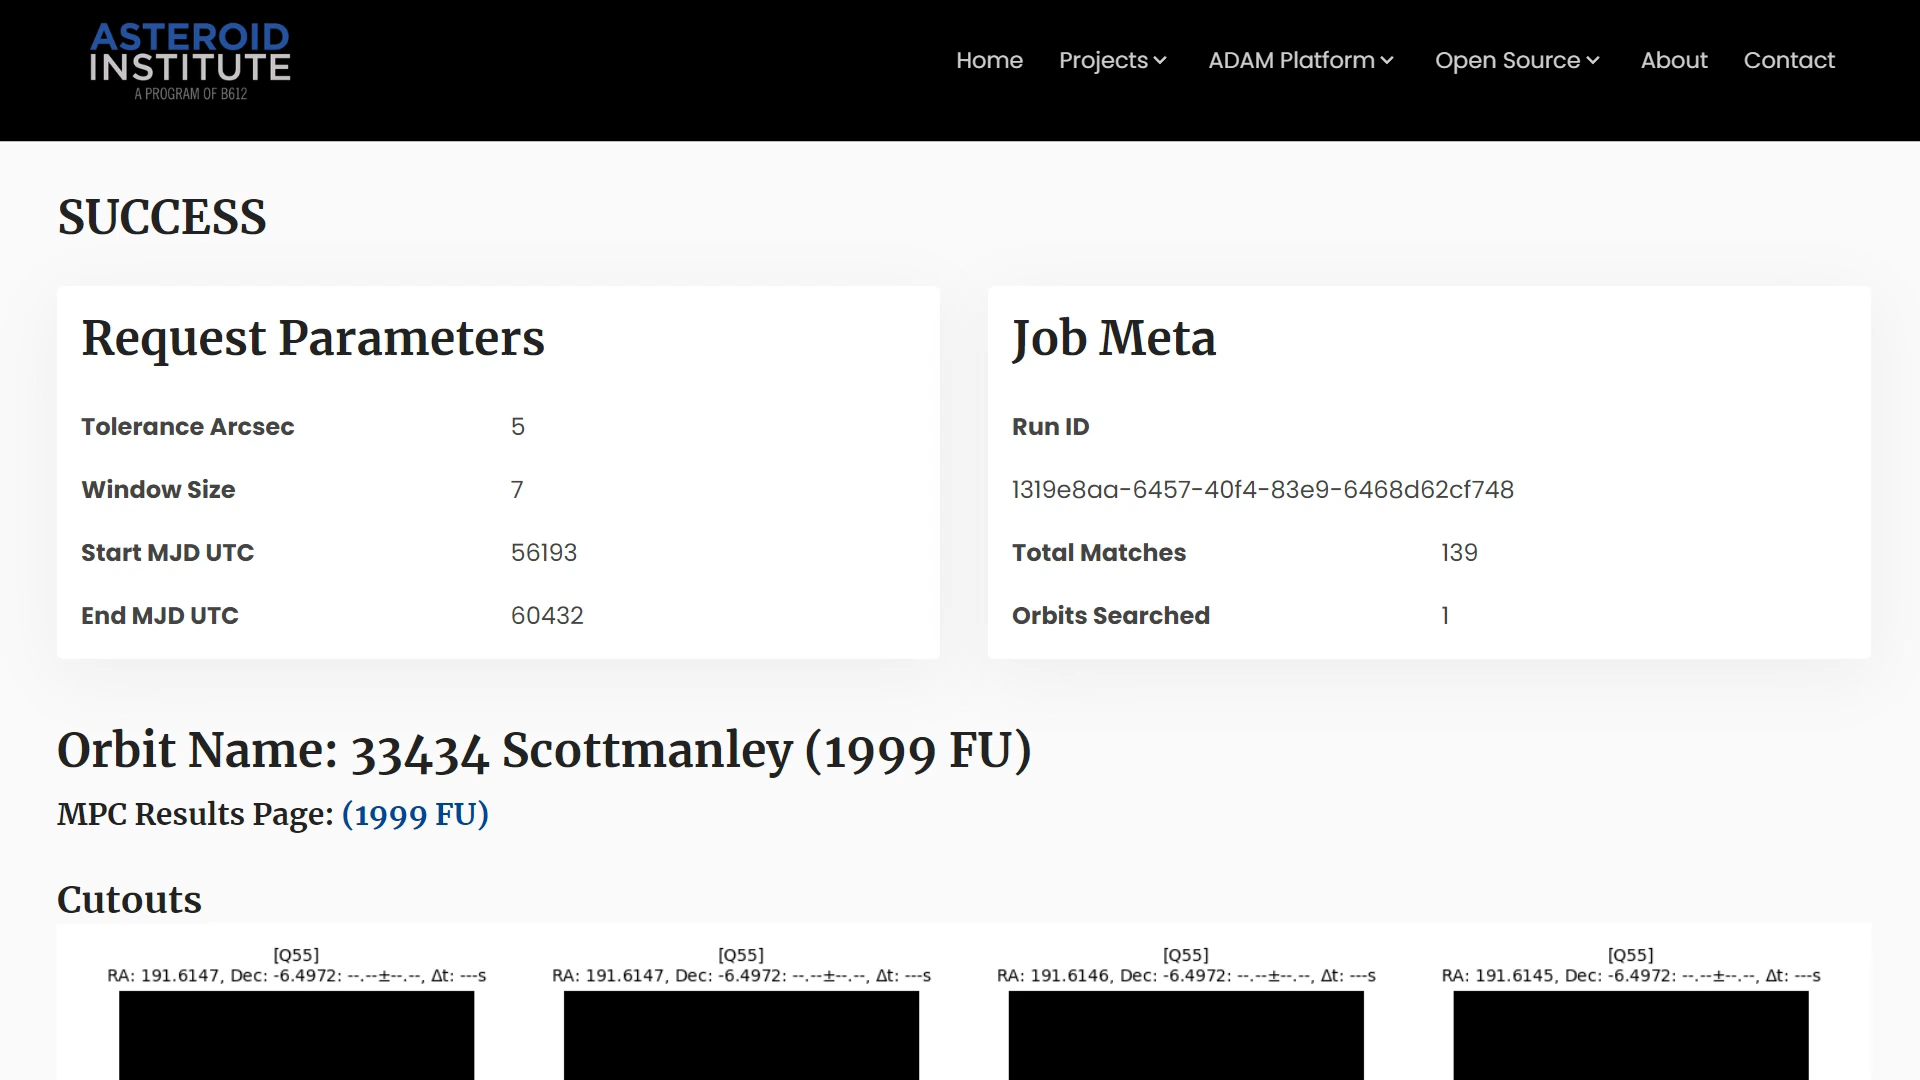 ASTEROID
INSTITUTE
A PROGRAM OF B612
Home Projects ADAM Platform Open Source About Contact
SUCCESS
Request Parameters
Tolerance Arcsec 5
Window Size 7
Start MJD UTC 56193
End MJD UTC 60432
Job Meta
Run ID
1319e8aa-6457-40f4-83e9-6468d62cf748
Total Matches 139
Orbits Searched 1
Orbit Name: 33434 Scottmanley (1999 FU)
MPC Results Page: (1999 FU)
Cutouts
[Q55]
RA: 191.6147, Dec: -6.4972: --.--±--.--, Δt: ---s
[Q55]
RA: 191.6147, Dec: -6.4972: --.--±--.--, Δt: ---s
[Q55]
RA: 191.6146, Dec: -6.4972: --.--±--.--, Δt: ---s
[Q55]
RA: 191.6145, Dec: -6.4972: --.--±--.--, Δt: ---s